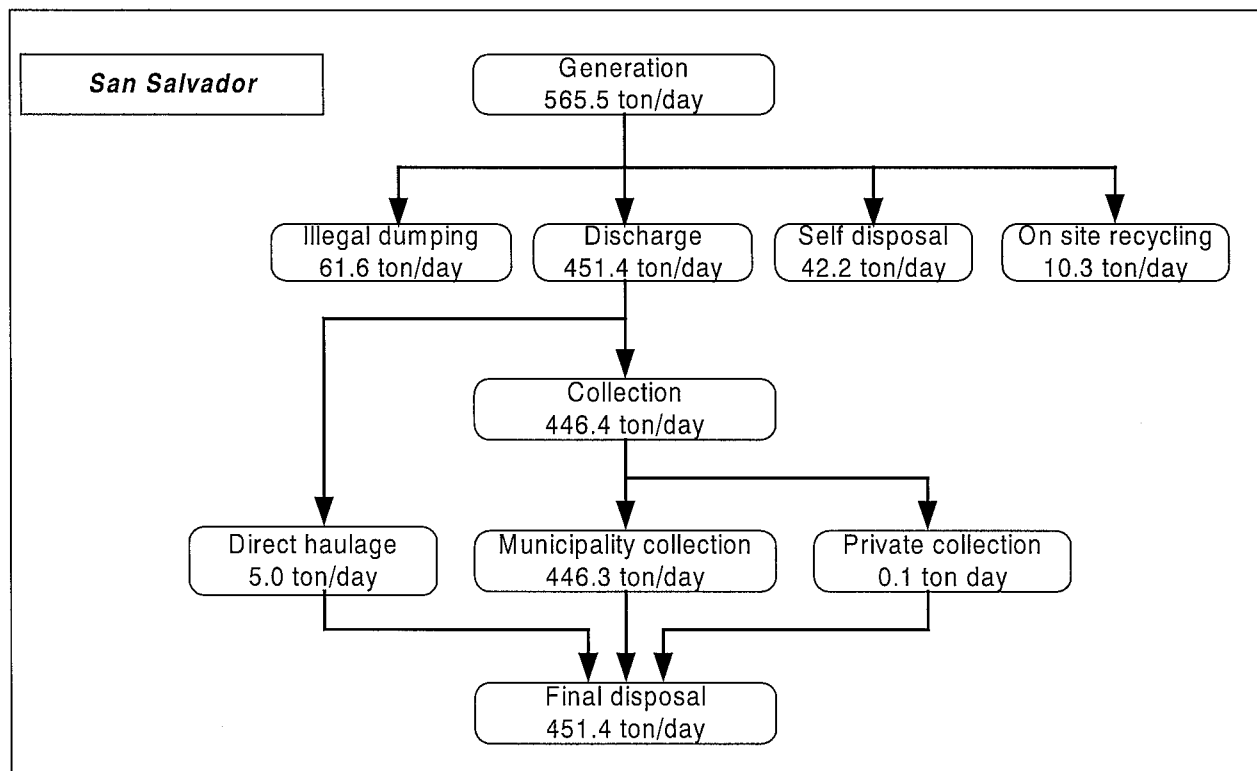 San Salvador
Generation
565.5 ton/day
Illegal dumping
61.6 ton/day
Discharge
451.4 ton/day
Self disposal
42.2 ton/day
On site recycling
10.3 ton/day
Collection
446.4 ton/day
Direct haulage
5.0 ton/day
Municipality collection
446.3 ton/day
Private collection
0.1 ton day
Final disposal
451.4 ton/day